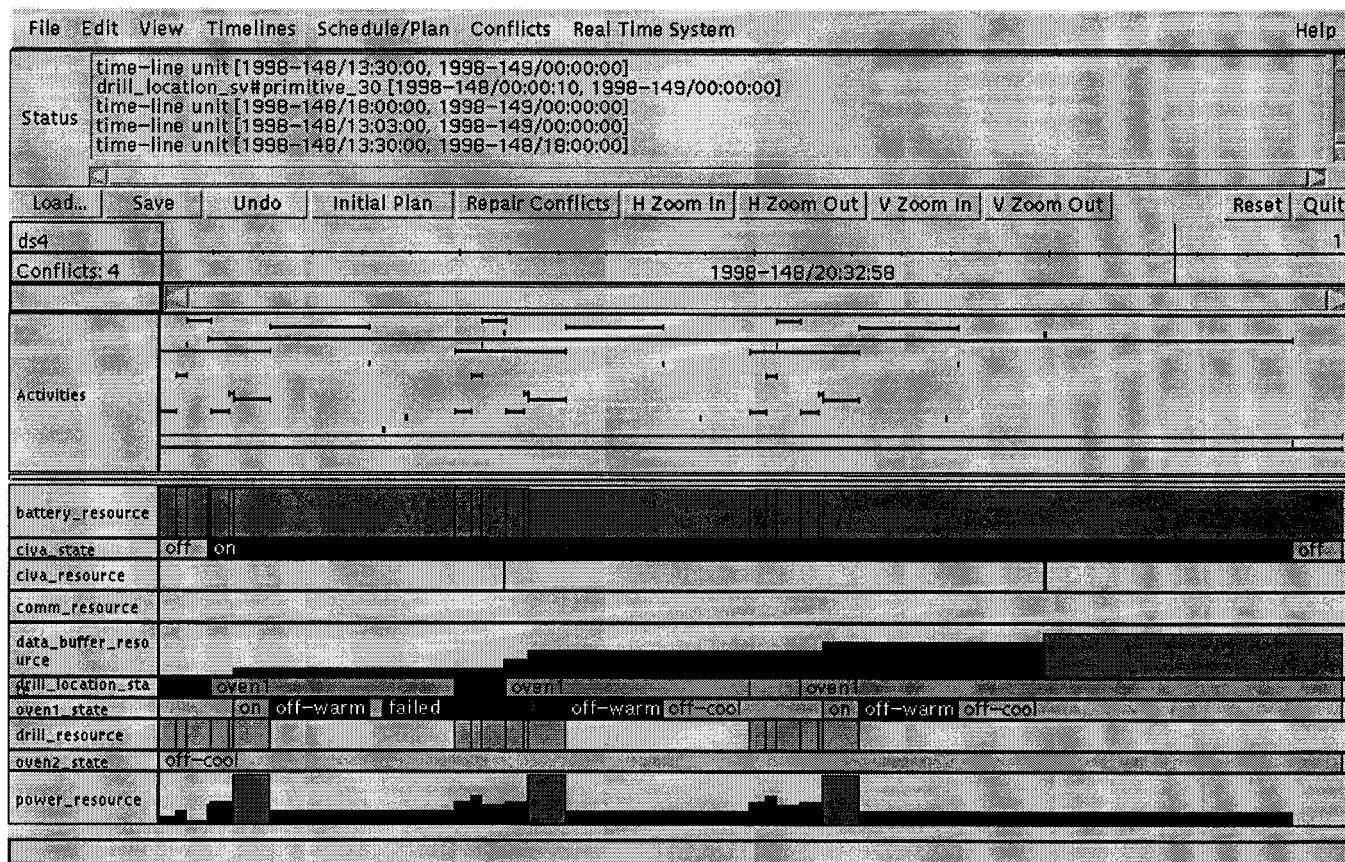 File Edit View Timelines Schedule/Plan Conflicts Real Time System Help
time-line unit [1998-148/13:30:00, 1998-149/00:00:00]
drill_location_sv#primitive_30 [1998-148/00:00:10, 1998-149/00:00:00]
time-line unit [1998-148/18:00:00, 1998-149/00:00:00]
Status
time-line unit [1998-148/13:03:00, 1998-149/00:00:00]
time-line unit [1998-148/13:30:00, 1998-148/18:00:00]
Load... Save Undo Initial Plan Repair Conflicts H Zoom In H Zoom Out V Zoom In V Zoom Out Reset Quit
ds4 1
Conflicts: 4 1998-148/20:32:58
Activities
battery_resource
civa_state off on off
civa_resource
comm_resource
data_buffer_reso
urce
drill_location_sta oven1 oven1 oven1
oven1_state on off-warm failed off-warm off-cool on off-warm off-cool
drill_resource
oven2_state off-cool
power_resource